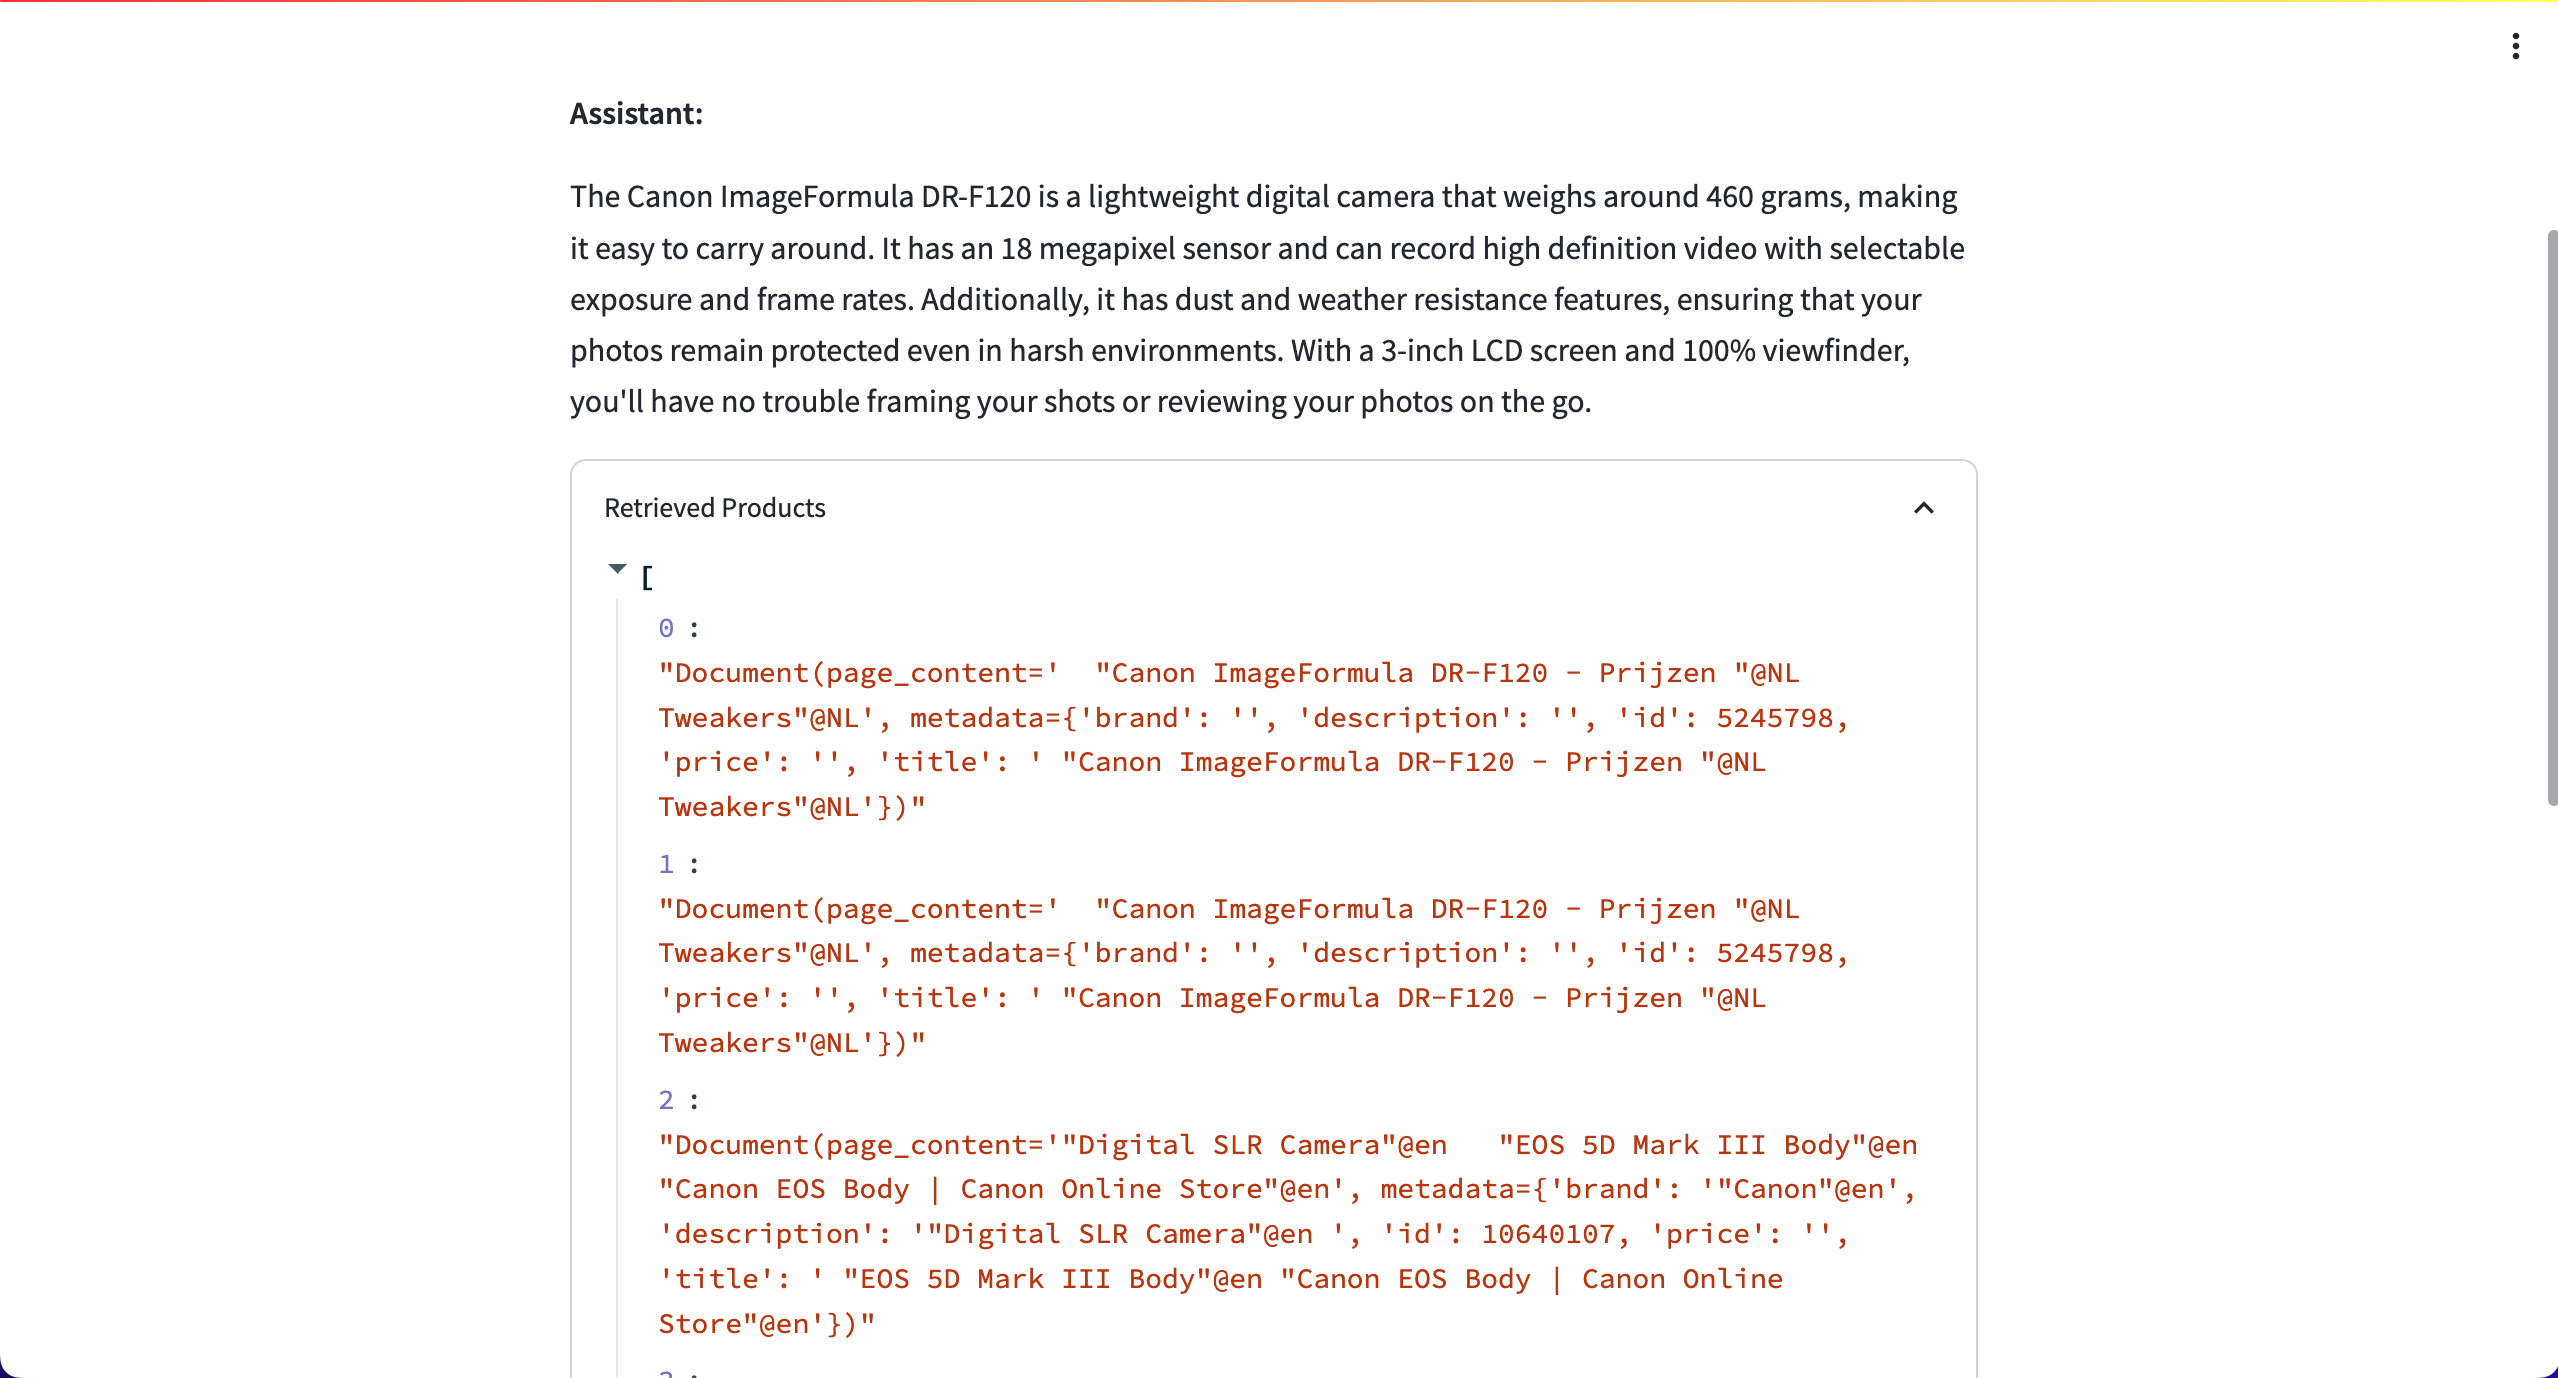 Assistant:
The Canon ImageFormula DR-F120 is a lightweight digital camera that weighs around 460 grams, making
it easy to carry around. It has an 18 megapixel sensor and can record high definition video with selectable
exposure and frame rates. Additionally, it has dust and weather resistance features, ensuring that your
photos remain protected even in harsh environments. With a 3-inch LCD screen and 100% viewfinder,
you'll have no trouble framing your shots or reviewing your photos on the go.
Retrieved Products
[
0 :
"Document(page_content='  "Canon ImageFormula DR-F120 - Prijzen "@NL
Tweakers"@NL', metadata={'brand': '', 'description': '', 'id': 5245798,
'price': '', 'title': ' "Canon ImageFormula DR-F120 - Prijzen "@NL
Tweakers"@NL'})"
1 :
"Document(page_content='  "Canon ImageFormula DR-F120 - Prijzen "@NL
Tweakers"@NL', metadata={'brand': '', 'description': '', 'id': 5245798,
'price': '', 'title': ' "Canon ImageFormula DR-F120 - Prijzen "@NL
Tweakers"@NL'})"
2 :
"Document(page_content='"Digital SLR Camera"@en   "EOS 5D Mark III Body"@en
"Canon EOS Body | Canon Online Store"@en', metadata={'brand': '"Canon"@en',
'description': '"Digital SLR Camera"@en ', 'id': 10640107, 'price': '',
'title': ' "EOS 5D Mark III Body"@en "Canon EOS Body | Canon Online
Store"@en'})"